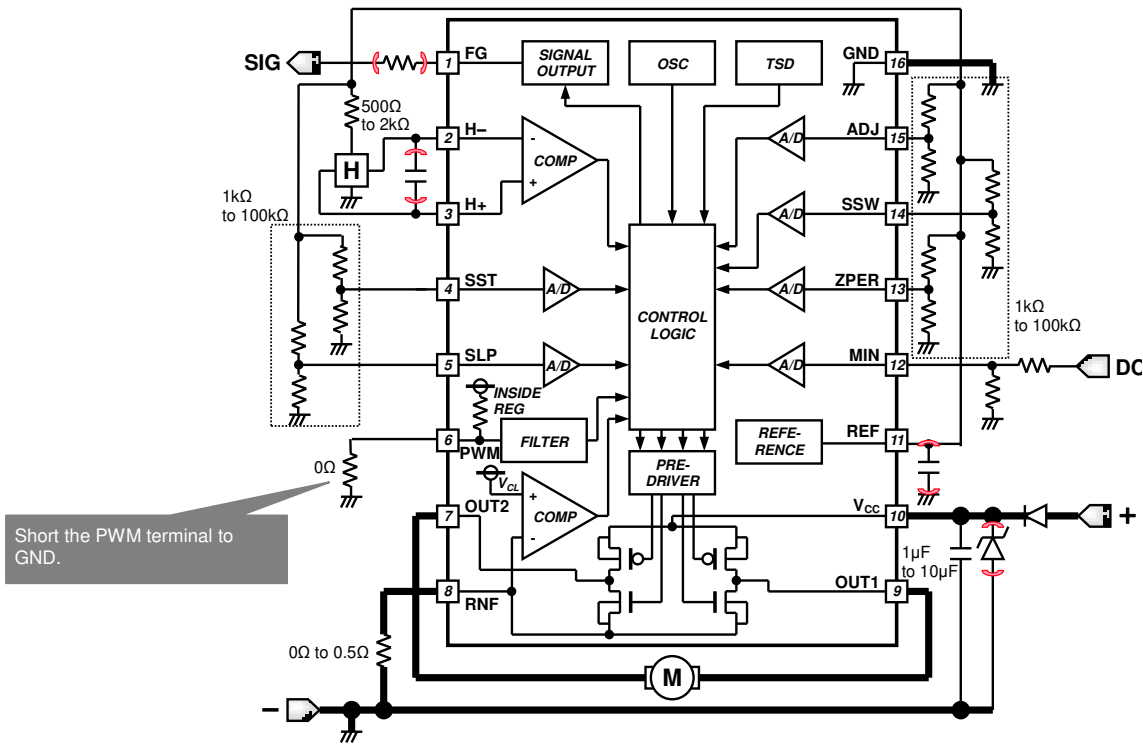 SIG
1
FG
SIGNAL
OUTPUT
OSC
TSD
GND
16
500Ω
to 2kΩ
2
H–
-
COMP
+
H
3
H+
A/D
ADJ
15
A/D
SSW
14
1kΩ
to 100kΩ
4
SST
A/D
CONTROL
LOGIC
A/D
ZPER
13
1kΩ
to 100kΩ
5
SLP
A/D
A/D
MIN
12
DC
INSIDE
REG
6
PWM
FILTER
REFE-
RENCE
REF
11
0Ω
VCL
PRE-
DRIVER
Short the PWM terminal to
GND.
7
OUT2
+
COMP
-
VCC
10
+
1µF
to 10µF
8
RNF
OUT1
9
0Ω to 0.5Ω
M
–